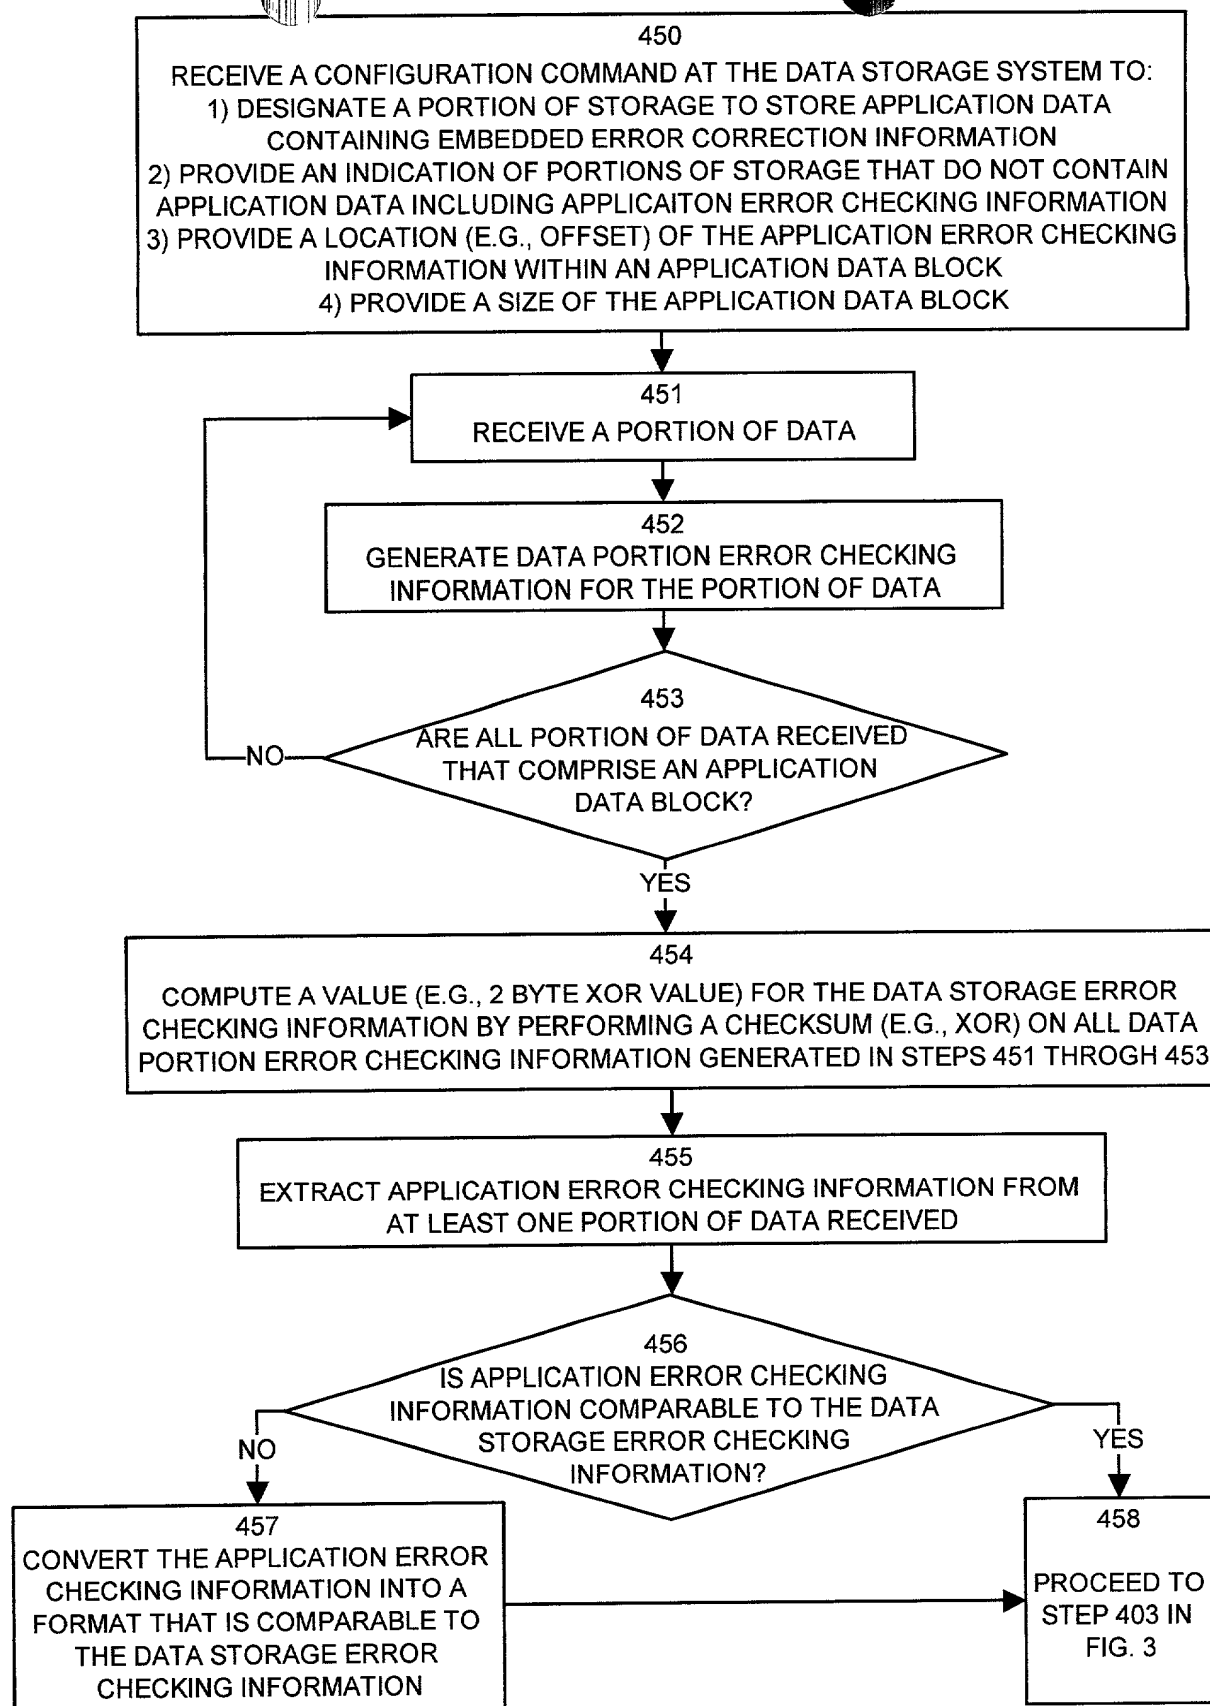 450
RECEIVE A CONFIGURATION COMMAND AT THE DATA STORAGE SYSTEM TO:
1) DESIGNATE A PORTION OF STORAGE TO STORE APPLICATION DATA
CONTAINING EMBEDDED ERROR CORRECTION INFORMATION
2) PROVIDE AN INDICATION OF PORTIONS OF STORAGE THAT DO NOT CONTAIN
APPLICATION DATA INCLUDING APPLICAITON ERROR CHECKING INFORMATION
3) PROVIDE A LOCATION (E.G., OFFSET) OF THE APPLICATION ERROR CHECKING
INFORMATION WITHIN AN APPLICATION DATA BLOCK
4) PROVIDE A SIZE OF THE APPLICATION DATA BLOCK
451
RECEIVE A PORTION OF DATA
452
GENERATE DATA PORTION ERROR CHECKING
INFORMATION FOR THE PORTION OF DATA
453
ARE ALL PORTION OF DATA RECEIVED
THAT COMPRISE AN APPLICATION
DATA BLOCK?
NO
YES
454
COMPUTE A VALUE (E.G., 2 BYTE XOR VALUE) FOR THE DATA STORAGE ERROR
CHECKING INFORMATION BY PERFORMING A CHECKSUM (E.G., XOR) ON ALL DATA
PORTION ERROR CHECKING INFORMATION GENERATED IN STEPS 451 THROGH 453
455
EXTRACT APPLICATION ERROR CHECKING INFORMATION FROM
AT LEAST ONE PORTION OF DATA RECEIVED
456
IS APPLICATION ERROR CHECKING
INFORMATION COMPARABLE TO THE DATA
STORAGE ERROR CHECKING
INFORMATION?
NO
YES
457
CONVERT THE APPLICATION ERROR
CHECKING INFORMATION INTO A
FORMAT THAT IS COMPARABLE TO
THE DATA STORAGE ERROR
CHECKING INFORMATION
458
PROCEED TO
STEP 403 IN
FIG. 3